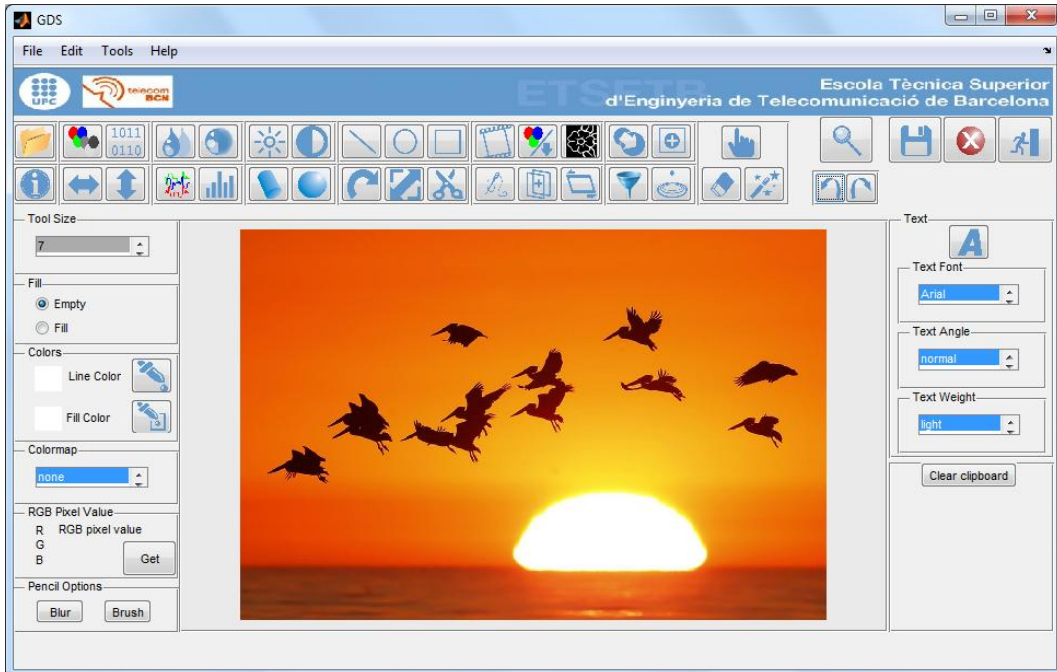 GDS
File Edit Tools Help
UPC
telecom
BCN
ETSETB
Escola Tècnica Superior
d'Enginyeria de Telecomunicació de Barcelona
1011
0110
Tool Size
7
Fill
Empty
Fill
Colors
Line Color
Fill Color
Colormap
none
RGB Pixel Value
R RGB pixel value
G
B
Get
Pencil Options
Blur Brush
Text
A
Text Font
Arial
Text Angle
normal
Text Weight
light
Clear clipboard